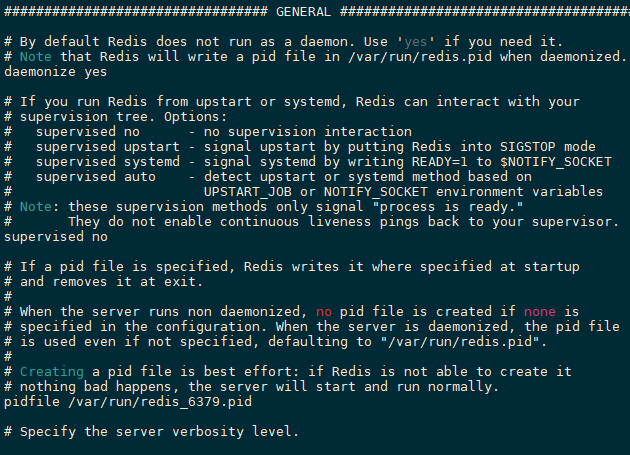 ################################# GENERAL #####################################
# By default Redis does not run as a daemon. Use 'yes' if you need it.
# Note that Redis will write a pid file in /var/run/redis.pid when daemonized.
daemonize yes
# If you run Redis from upstart or systemd, Redis can interact with your
# supervision tree. Options:
#   supervised no      - no supervision interaction
#   supervised upstart - signal upstart by putting Redis into SIGSTOP mode
#   supervised systemd - signal systemd by writing READY=1 to $NOTIFY_SOCKET
#   supervised auto    - detect upstart or systemd method based on
#                        UPSTART_JOB or NOTIFY_SOCKET environment variables
# Note: these supervision methods only signal "process is ready."
#       They do not enable continuous liveness pings back to your supervisor.
supervised no
# If a pid file is specified, Redis writes it where specified at startup
# and removes it at exit.
#
# When the server runs non daemonized, no pid file is created if none is
# specified in the configuration. When the server is daemonized, the pid file
# is used even if not specified, defaulting to "/var/run/redis.pid".
#
# Creating a pid file is best effort: if Redis is not able to create it
# nothing bad happens, the server will start and run normally.
pidfile /var/run/redis_6379.pid
# Specify the server verbosity level.